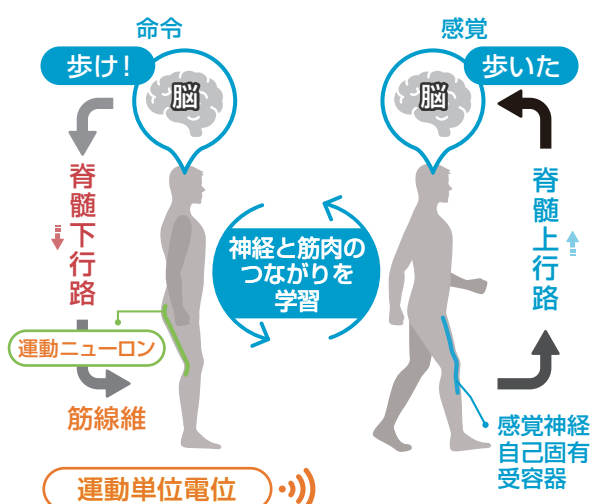 命令
歩け!
脳
脊髄下行路
運動ニューロン
筋線維
運動単位電位
神経と筋肉の
つながりを
学習
感覚
歩いた
脳
脊髄上行路
感覚神経
自己固有
受容器